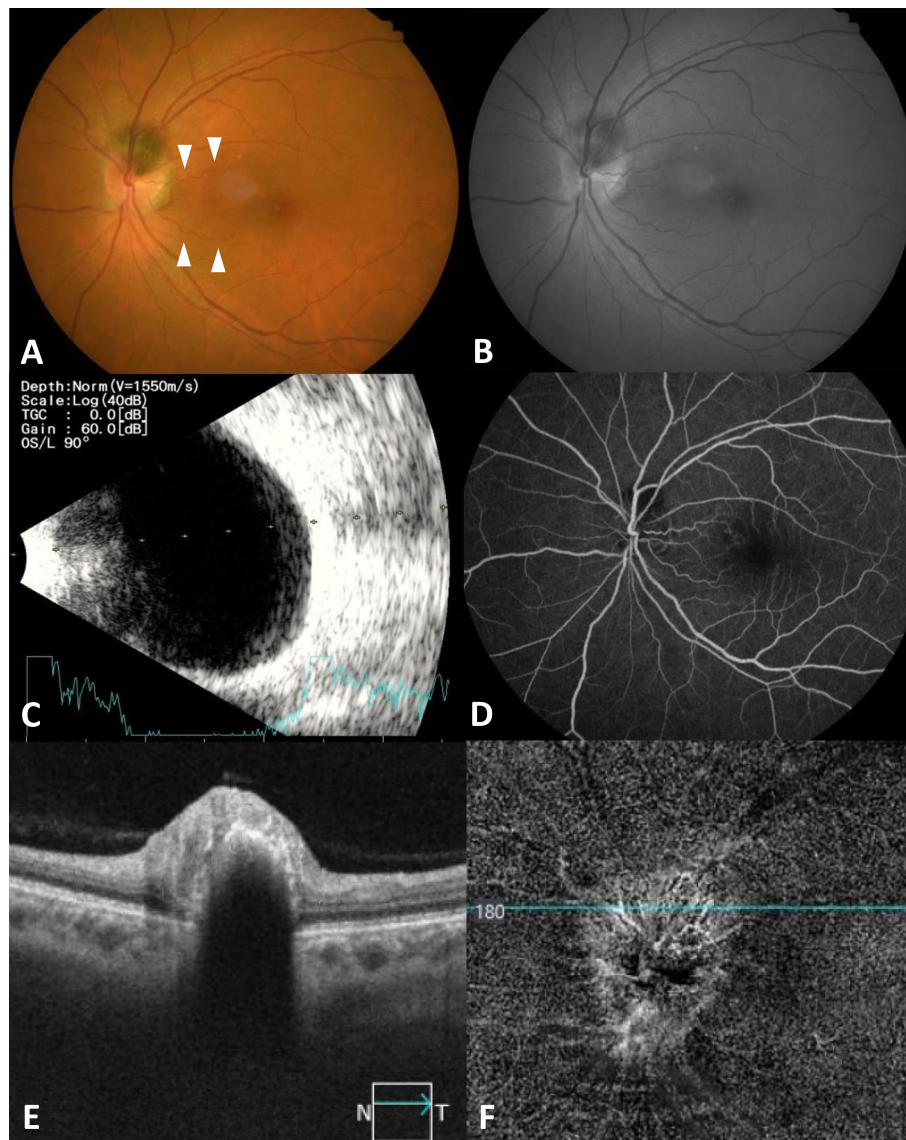 A
B
Depth:Norm(V=1550m/s)
Scale:Log(40dB)
TGC : 0.0[dB]
Gain : 60.0[dB]
OS/L 90°
C
D
E
N T
180
F